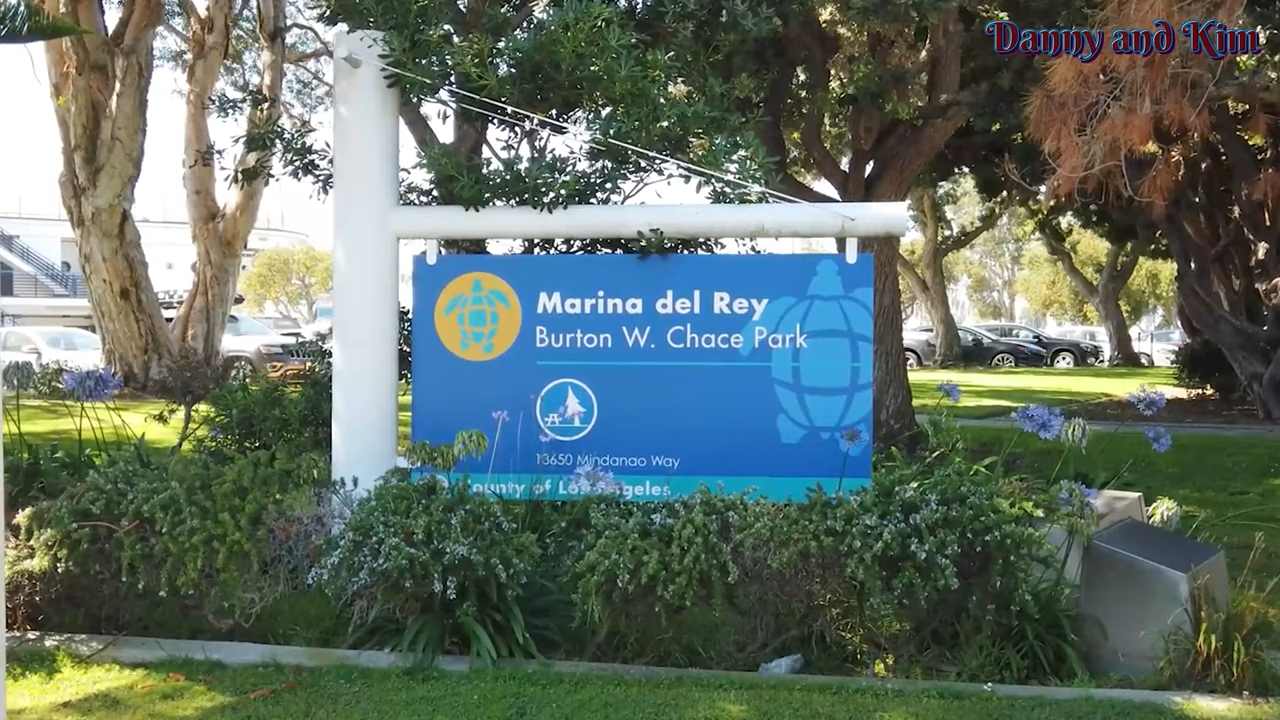 Danny and Kim
Marina del Rey
Burton W. Chace Park
13650 Mindanao Way
County of Los Angeles